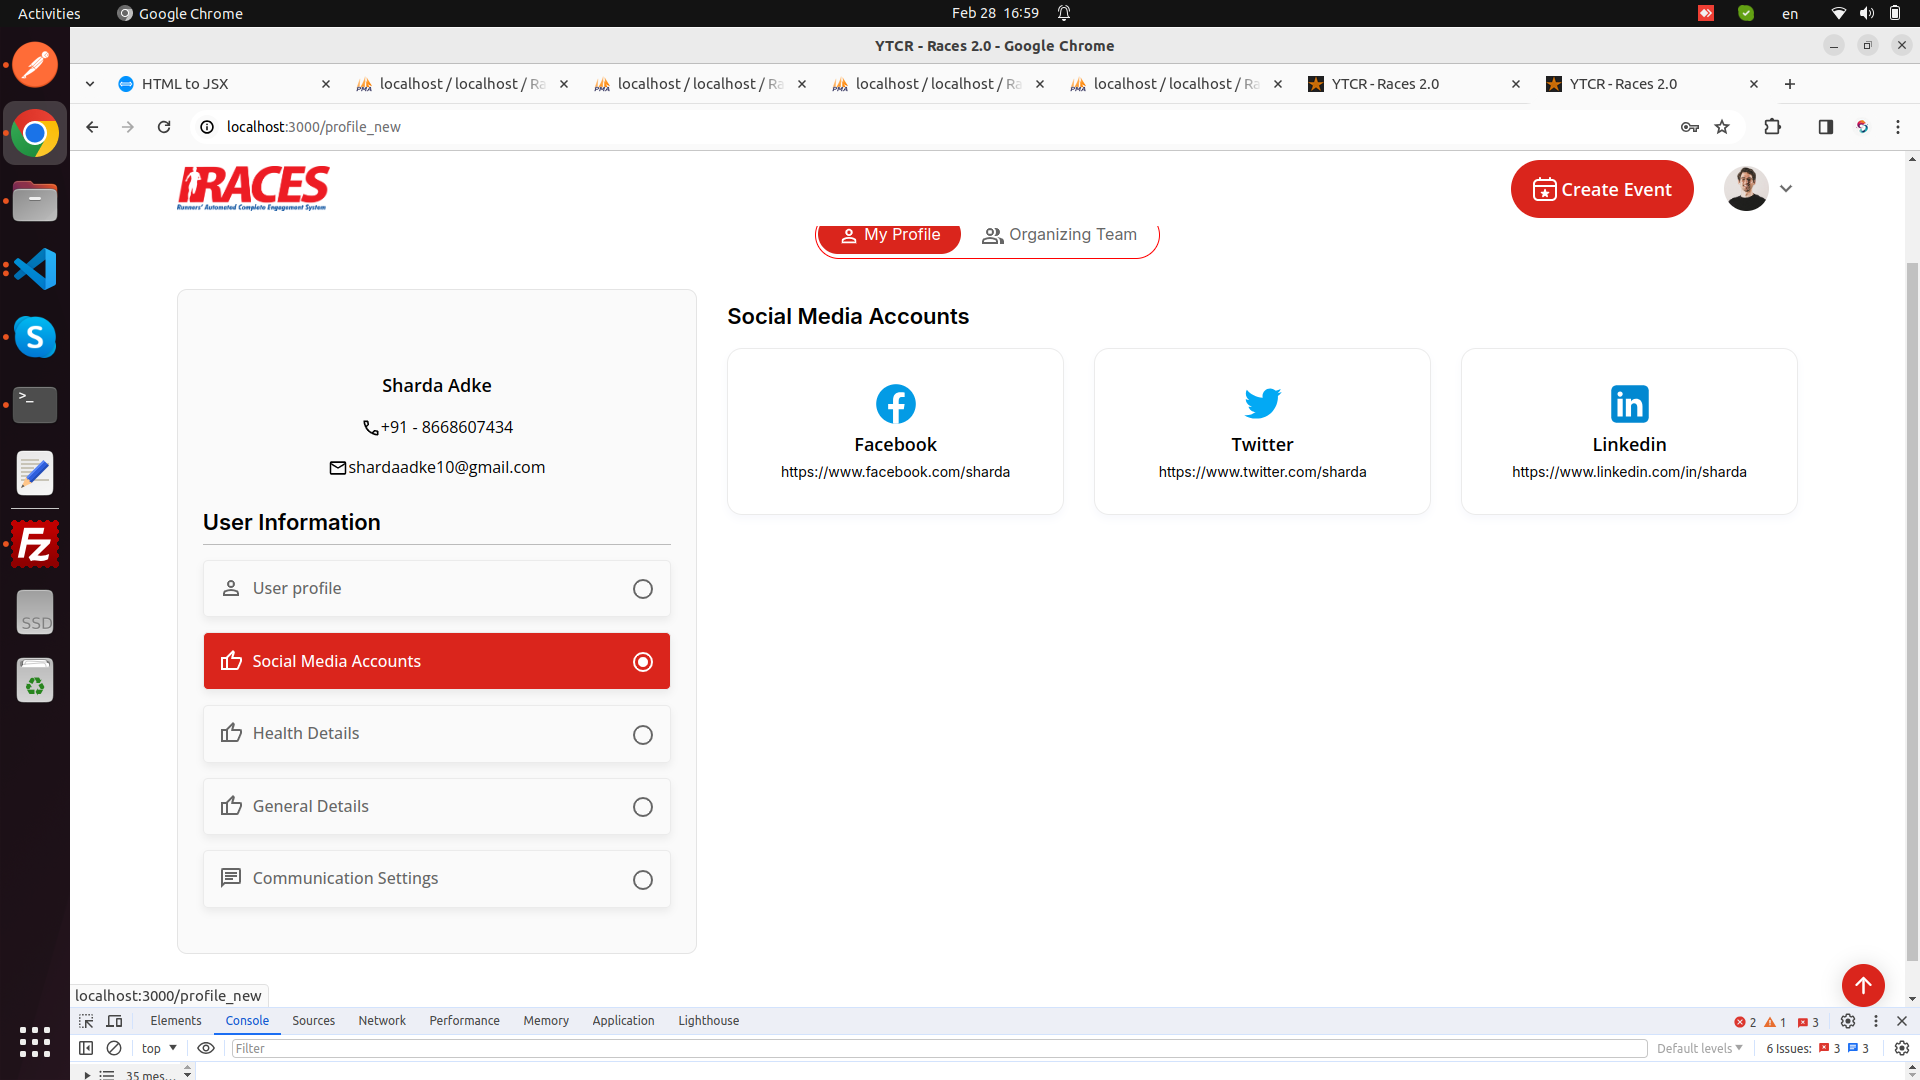 Activities
Google Chrome
Feb 28 16:59
en
YTCR - Races 2.0 - Google Chrome
HTML to JSX
localhost / localhost / Ra
localhost / localhost / Ra
localhost / localhost / Ra
localhost / localhost / Ra
YTCR - Races 2.0
YTCR - Races 2.0
localhost:3000/profile_new
IRACES
Runners' Automated Complete Engagement System
Create Event
My Profile
Organizing Team
Sharda Adke
+91 - 8668607434
shardaadke10@gmail.com
User Information
User profile
Social Media Accounts
Health Details
General Details
Communication Settings
Social Media Accounts
Facebook
https://www.facebook.com/sharda
Twitter
https://www.twitter.com/sharda
Linkedin
https://www.linkedin.com/in/sharda
SSD
localhost:3000/profile_new
Elements
Console
Sources
Network
Performance
Memory
Application
Lighthouse
2
1
3
top
Filter
Default levels
6 Issues:
3
3
35 mes...